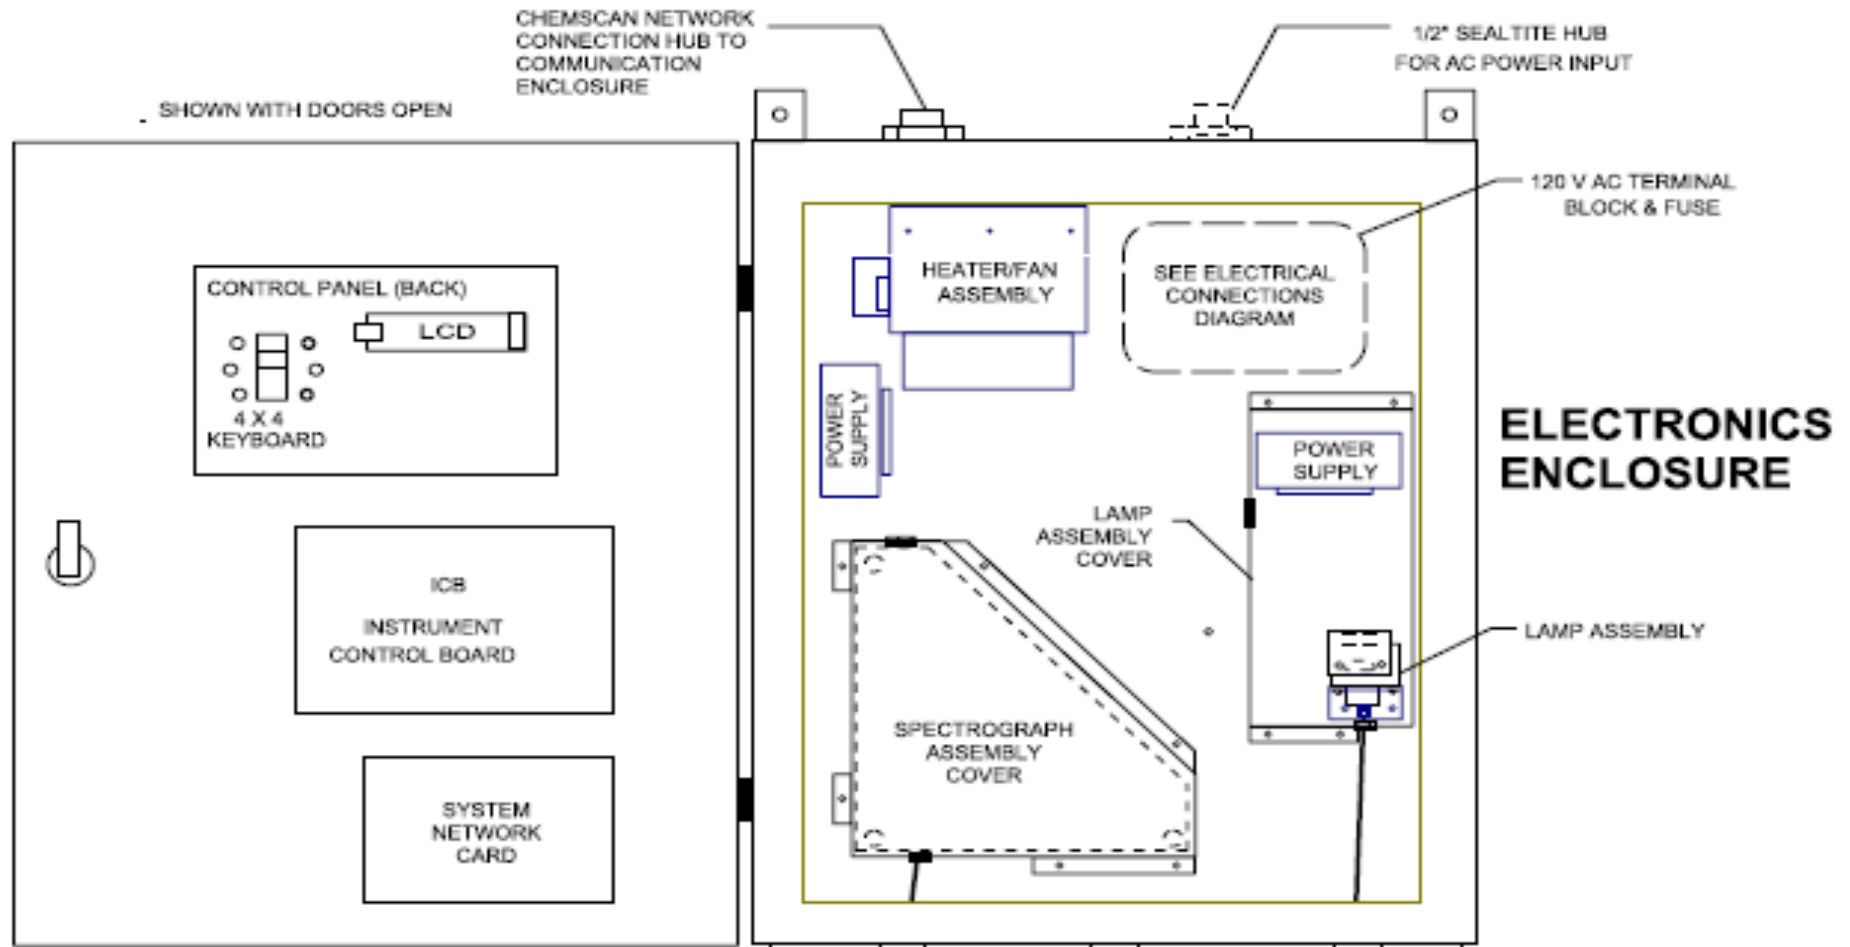 CHEMSCAN NETWORK
CONNECTION HUB TO
COMMUNICATION
ENCLOSURE
1/2" SEALTITE HUB
FOR AC POWER INPUT
SHOWN WITH DOORS OPEN
120 V AC TERMINAL
BLOCK & FUSE
CONTROL PANEL (BACK)
LCD
4 X 4
KEYBOARD
HEATER/FAN
ASSEMBLY
SEE ELECTRICAL
CONNECTIONS
DIAGRAM
POWER
SUPPLY
POWER
SUPPLY
ELECTRONICS
ENCLOSURE
LAMP
ASSEMBLY
COVER
ICB
INSTRUMENT
CONTROL BOARD
LAMP ASSEMBLY
SPECTROGRAPH
ASSEMBLY
COVER
SYSTEM
NETWORK
CARD